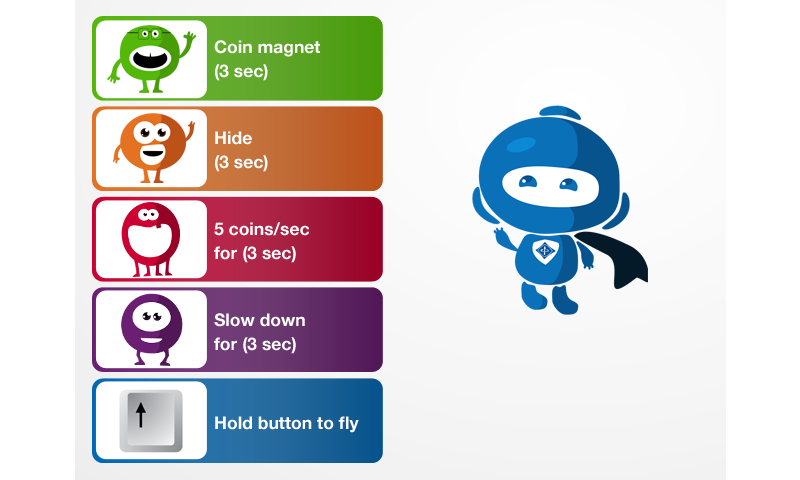 Coin magnet
(3 sec)
Hide
(3 sec)
5 coins/sec
for (3 sec)
Slow down
for (3 sec)
Hold button to fly